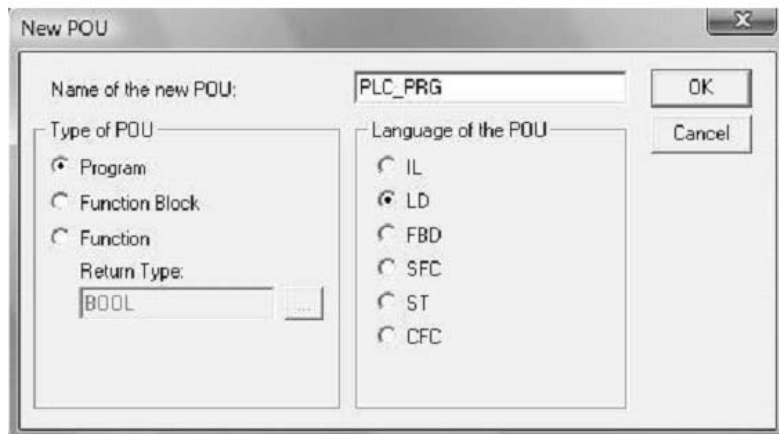 New POU
Name of the new POU:
PLC_PRG
OK
Cancel
Type of POU
Program
Function Block
Function
Return Type:
BOOL
...
Language of the POU
IL
LD
FBD
SFC
ST
CFC